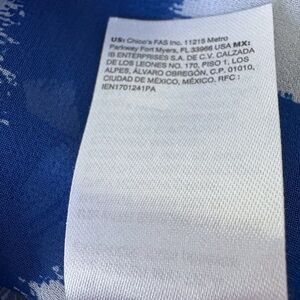 US: Chico's FAS Inc. 11215 Metro
Parkway Fort Myers, FL 33966 USA MX:
IB ENTERPRISES S.A. DE C.V. CALZADA
DE LOS LEONES NO. 170, PISO 1, LOS
ALPES, ÁLVARO OBREGÓN, C.P. 01010,
CIUDAD DE MÉXICO, MÉXICO. RFC:
IEN1701241PA